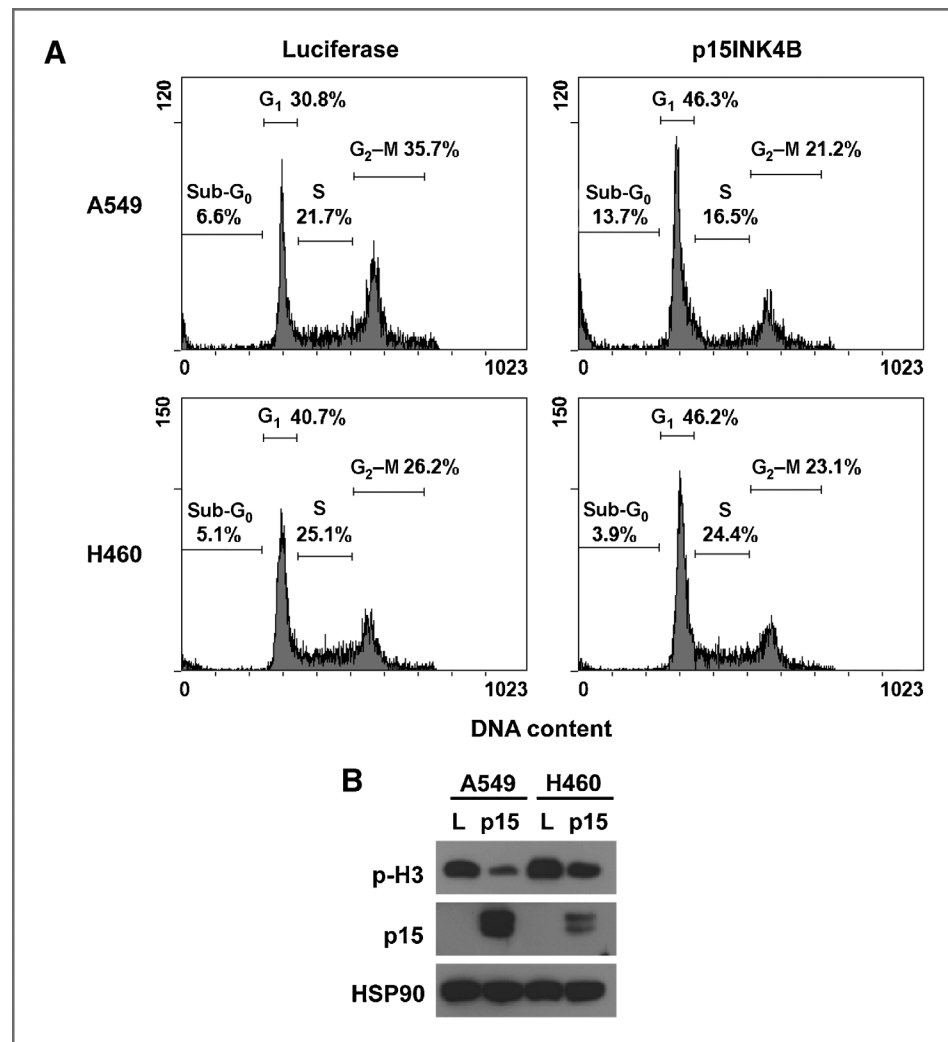 A
Luciferase
p15INK4B
A549
120
G₁ 30.8%
G₂–M 35.7%
Sub-G₀
6.6%
S
21.7%
0
1023
120
G₁ 46.3%
G₂–M 21.2%
Sub-G₀
13.7%
S
16.5%
0
1023
H460
150
G₁ 40.7%
G₂–M 26.2%
Sub-G₀
5.1%
S
25.1%
0
1023
150
G₁ 46.2%
G₂–M 23.1%
Sub-G₀
3.9%
S
24.4%
0
1023
DNA content
B
A549 H460
L p15 L p15
p-H3
p15
HSP90